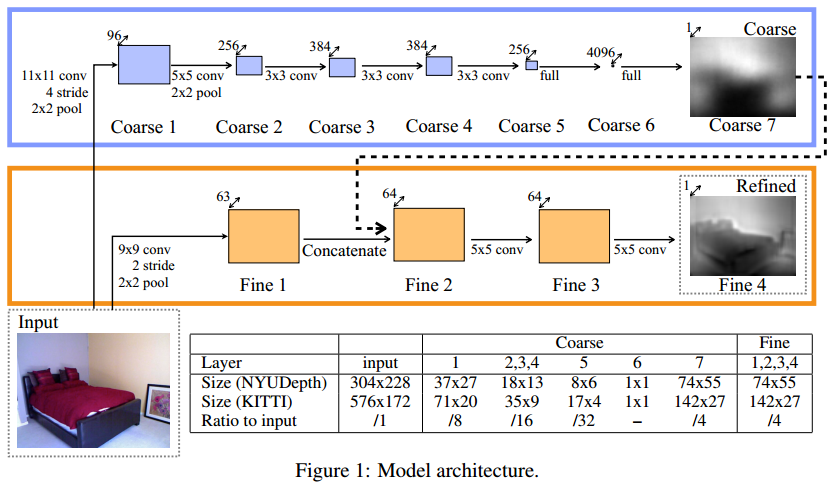 Coarse
96
256
384
384
256
4096
1
11x11 conv
4 stride
2x2 pool
5x5 conv
2x2 pool
3x3 conv
3x3 conv
3x3 conv
full
full
Coarse 1
Coarse 2
Coarse 3
Coarse 4
Coarse 5
Coarse 6
Coarse 7
Refined
63
64
64
1
9x9 conv
2 stride
2x2 pool
Concatenate
5x5 conv
5x5 conv
Fine 1
Fine 2
Fine 3
Fine 4
Input
Coarse Fine
Layer input 1 2,3,4 5 6 7 1,2,3,4
Size (NYUDepth) 304x228 37x27 18x13 8x6 1x1 74x55 74x55
Size (KITTI) 576x172 71x20 35x9 17x4 1x1 142x27 142x27
Ratio to input /1 /8 /16 /32 – /4 /4
Figure 1: Model architecture.